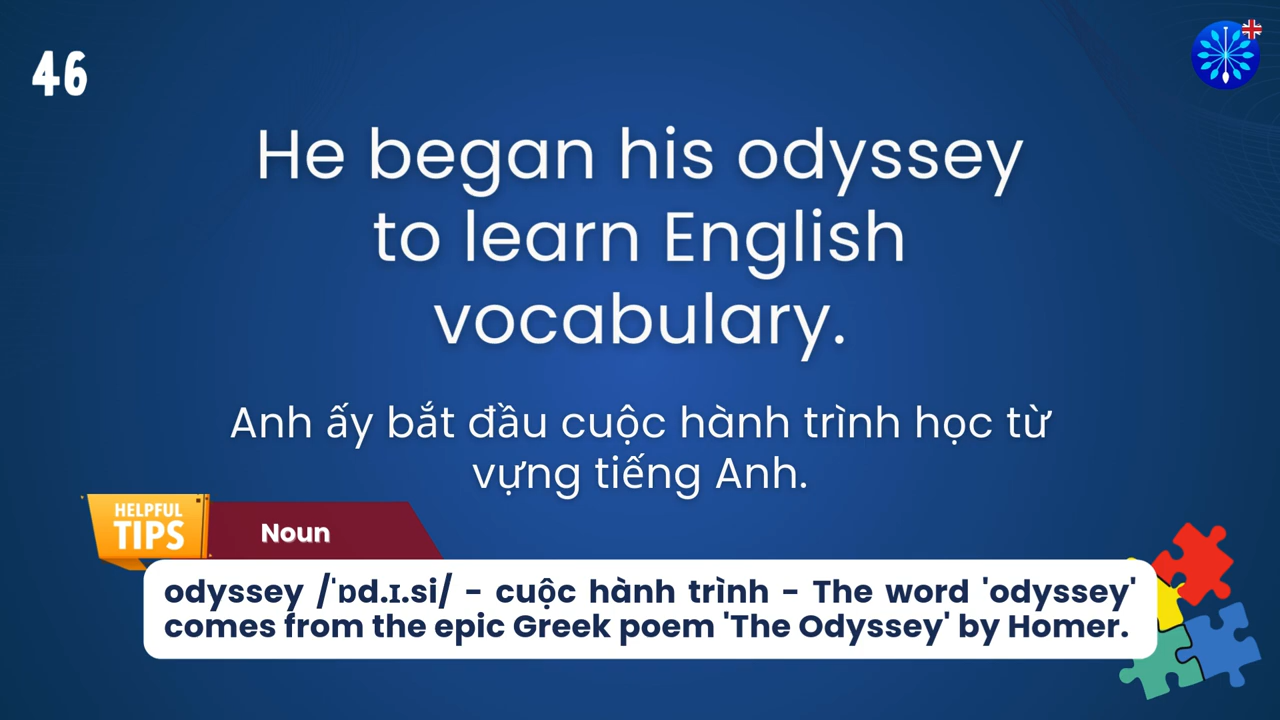 46
He began his odyssey
to learn English
vocabulary.
Anh ấy bắt đầu cuộc hành trình học từ
vựng tiếng Anh.
HELPFUL
TIPS
Noun
odyssey /ˈɒd.ɪ.si/ - cuộc hành trình - The word 'odyssey'
comes from the epic Greek poem 'The Odyssey' by Homer.